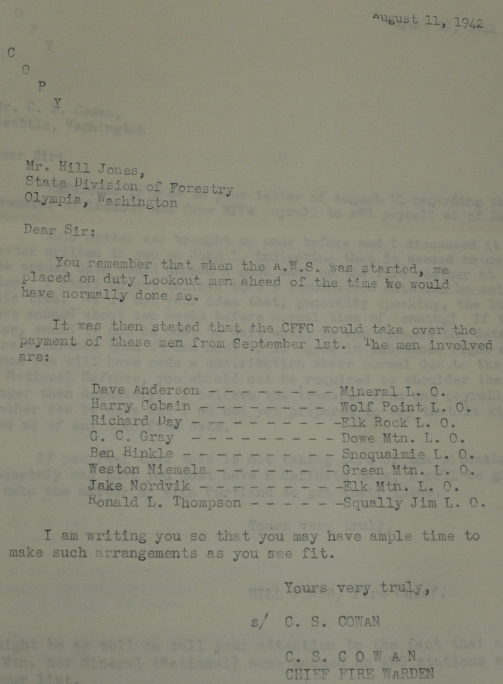 August 11, 1942
C
O
P
Y
Mr. Hill Jones,
State Division of Forestry
Olympia, Washington
Dear Sir:
You remember that when the A.W.S. was started, we
placed on duty Lookout men ahead of the time we would
have normally done so.
It was then stated that the CFFC would take over the
payment of these men from September 1st. The men involved
are:
Dave Anderson - - - - - - - - Mineral L. O.
Harry Cobain - - - - - - - - Wolf Point L. O.
Richard Day - - - - - - - -Elk Rock L. O.
G. C. Gray - - - - - - - - Dowe Mtn. L. O.
Ben Hinkle - - - - - - - - Snoqualmie L. O.
Weston Niemela- - - - - - - Green Mtn. L. O.
Jake Nordvik - - - - - - - -Elk Mtn. L. O.
Ronald L. Thompson - - - - - -Squally Jim L. O.
I am writing you so that you may have ample time to
make such arrangements as you see fit.
Yours very truly,
s/ C. S. COWAN
C. S. C O W A N
CHIEF FIRE WARDEN